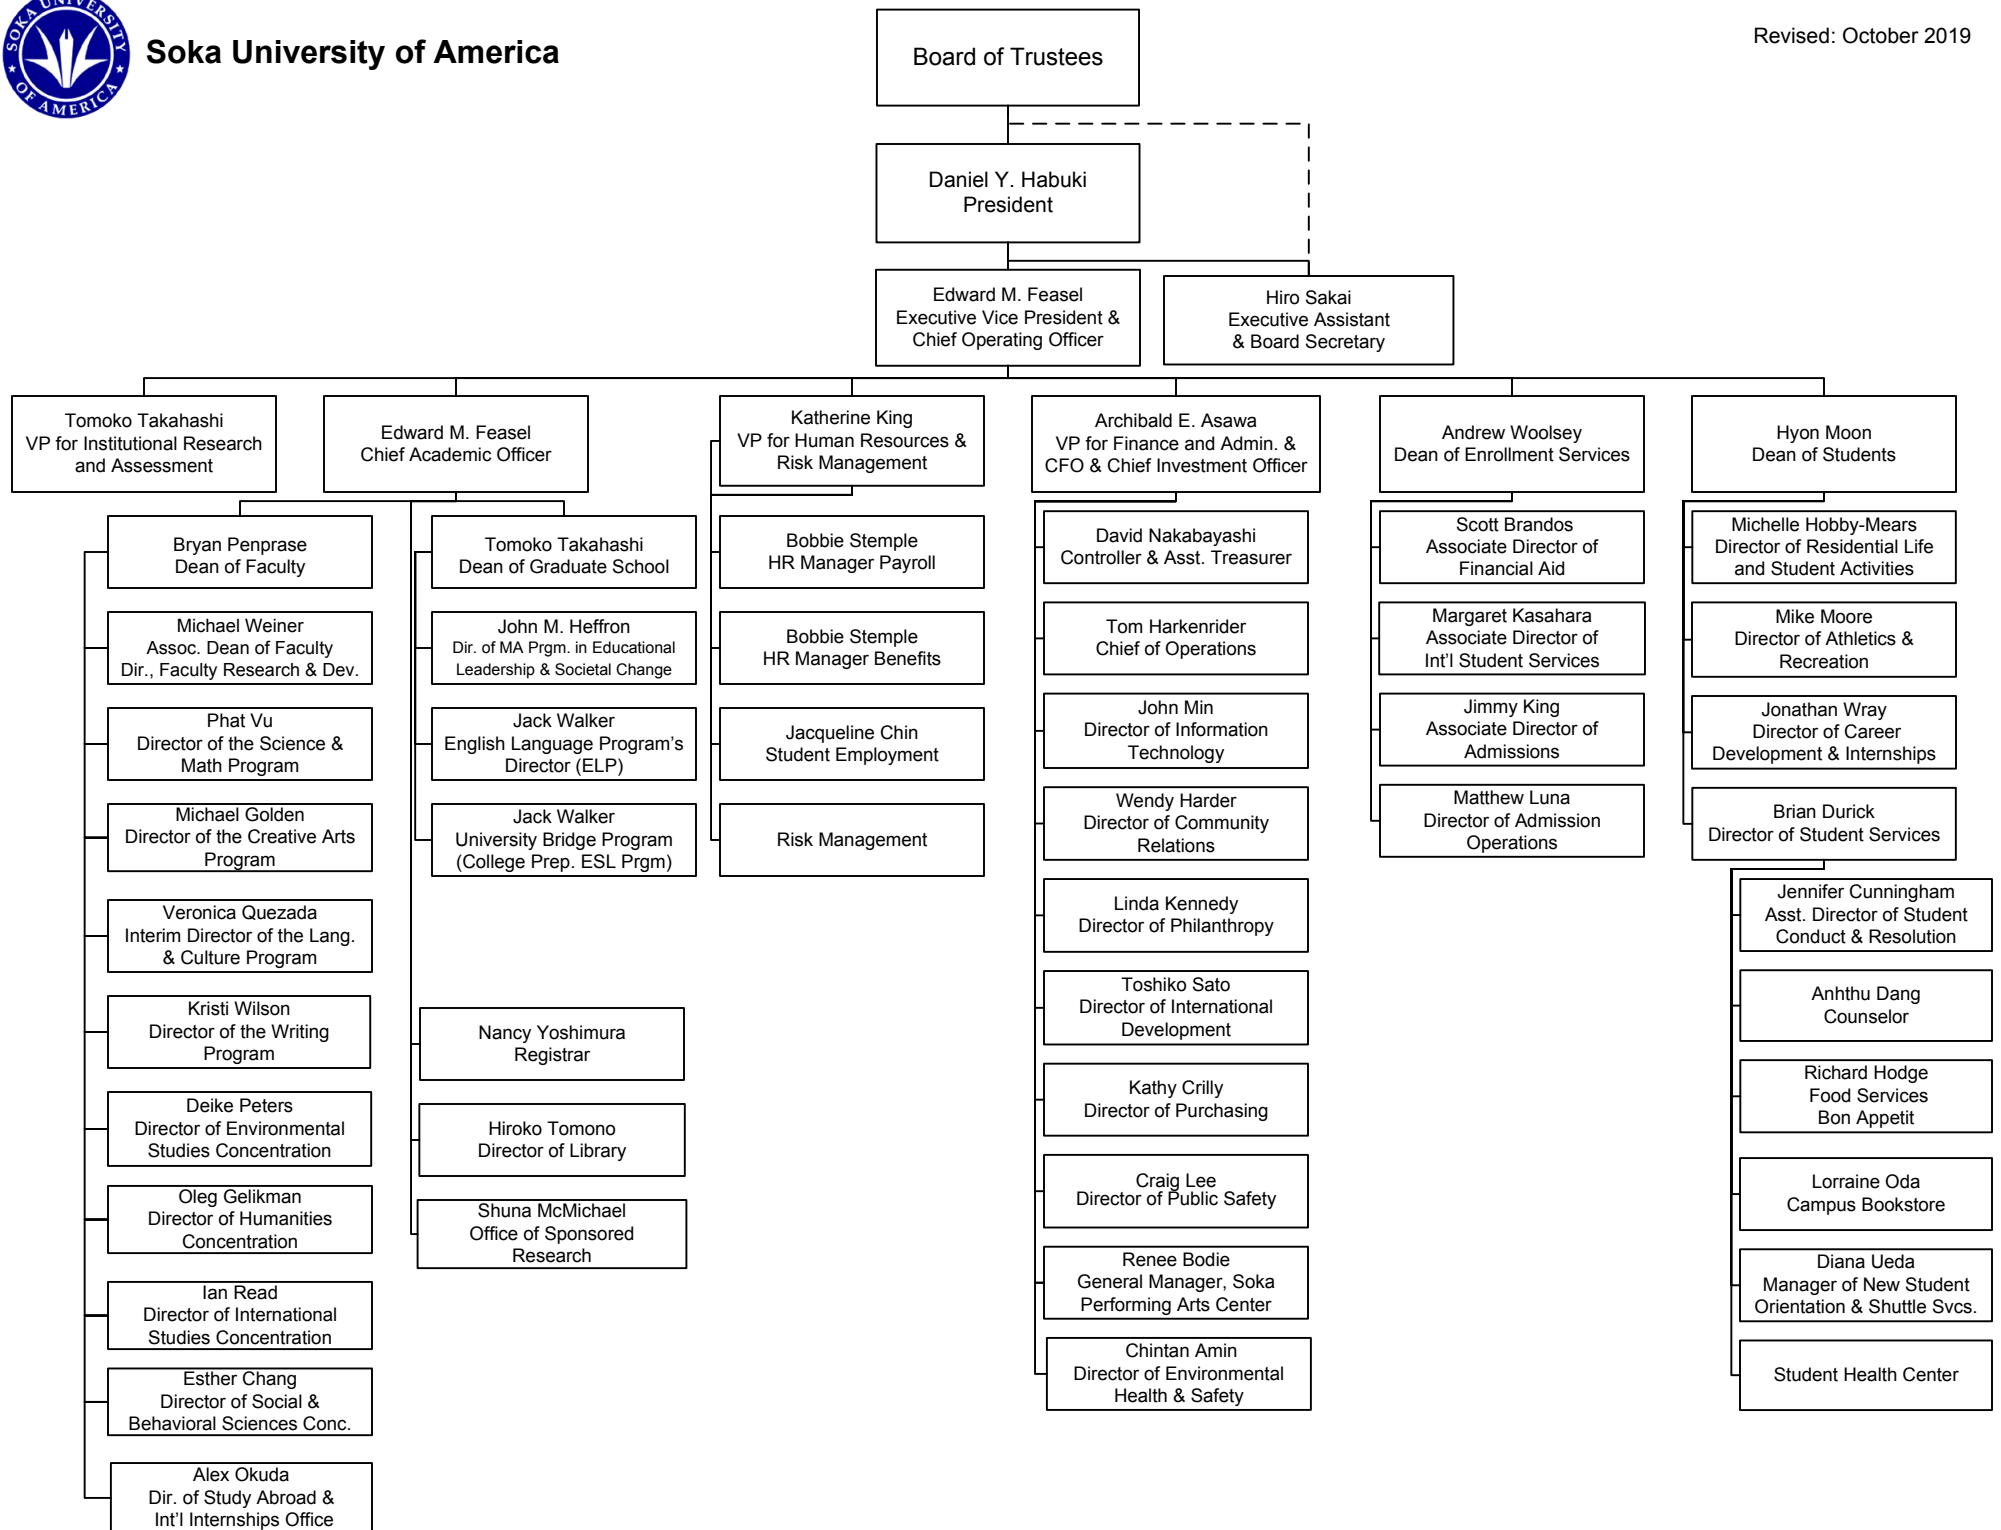 SOKA UNIVERSITY
OF AMERICA
Soka University of America
Revised: October 2019
Board of Trustees
Daniel Y. Habuki
President
Edward M. Feasel
Executive Vice President &
Chief Operating Officer
Hiro Sakai
Executive Assistant
& Board Secretary
Tomoko Takahashi
VP for Institutional Research
and Assessment
Edward M. Feasel
Chief Academic Officer
Katherine King
VP for Human Resources &
Risk Management
Archibald E. Asawa
VP for Finance and Admin. &
CFO & Chief Investment Officer
Andrew Woolsey
Dean of Enrollment Services
Hyon Moon
Dean of Students
Bryan Penprase
Dean of Faculty
Michael Weiner
Assoc. Dean of Faculty
Dir., Faculty Research & Dev.
Phat Vu
Director of the Science &
Math Program
Michael Golden
Director of the Creative Arts
Program
Veronica Quezada
Interim Director of the Lang.
& Culture Program
Kristi Wilson
Director of the Writing
Program
Deike Peters
Director of Environmental
Studies Concentration
Oleg Gelikman
Director of Humanities
Concentration
Ian Read
Director of International
Studies Concentration
Esther Chang
Director of Social &
Behavioral Sciences Conc.
Alex Okuda
Dir. of Study Abroad &
Int'l Internships Office
Tomoko Takahashi
Dean of Graduate School
John M. Heffron
Dir. of MA Prgm. in Educational
Leadership & Societal Change
Jack Walker
English Language Program's
Director (ELP)
Jack Walker
University Bridge Program
(College Prep. ESL Prgm)
Nancy Yoshimura
Registrar
Hiroko Tomono
Director of Library
Shuna McMichael
Office of Sponsored
Research
Bobbie Stemple
HR Manager Payroll
Bobbie Stemple
HR Manager Benefits
Jacqueline Chin
Student Employment
Risk Management
David Nakabayashi
Controller & Asst. Treasurer
Tom Harkenrider
Chief of Operations
John Min
Director of Information
Technology
Wendy Harder
Director of Community
Relations
Linda Kennedy
Director of Philanthropy
Toshiko Sato
Director of International
Development
Kathy Crilly
Director of Purchasing
Craig Lee
Director of Public Safety
Renee Bodie
General Manager, Soka
Performing Arts Center
Chintan Amin
Director of Environmental
Health & Safety
Scott Brandos
Associate Director of
Financial Aid
Margaret Kasahara
Associate Director of
Int'l Student Services
Jimmy King
Associate Director of
Admissions
Matthew Luna
Director of Admission
Operations
Michelle Hobby-Mears
Director of Residential Life
and Student Activities
Mike Moore
Director of Athletics &
Recreation
Jonathan Wray
Director of Career
Development & Internships
Brian Durick
Director of Student Services
Jennifer Cunningham
Asst. Director of Student
Conduct & Resolution
Anhthu Dang
Counselor
Richard Hodge
Food Services
Bon Appetit
Lorraine Oda
Campus Bookstore
Diana Ueda
Manager of New Student
Orientation & Shuttle Svcs.
Student Health Center